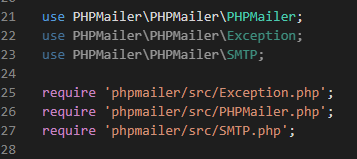 21 use PHPMailer\PHPMailer\PHPMailer;
22 use PHPMailer\PHPMailer\Exception;
23 use PHPMailer\PHPMailer\SMTP;
24
25 require 'phpmailer/src/Exception.php';
26 require 'phpmailer/src/PHPMailer.php';
27 require 'phpmailer/src/SMTP.php';
28